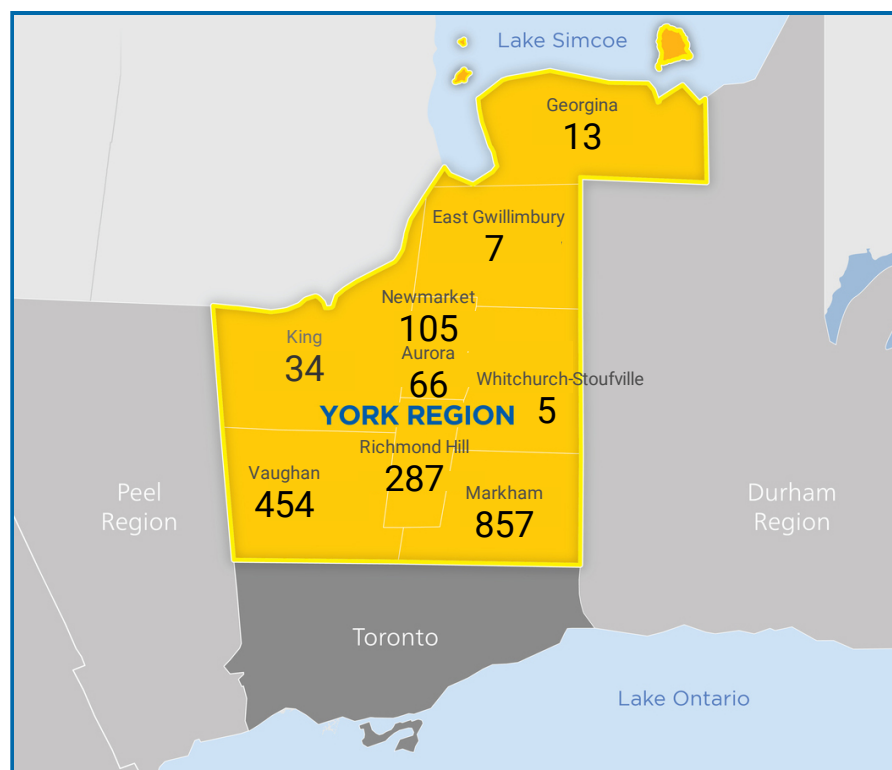 Lake Simcoe
Georgina
13
East Gwillimbury
7
Newmarket
105
King
34
Aurora
66
Whitchurch-Stoufville
5
YORK REGION
Richmond Hill
287
Vaughan
454
Markham
857
Peel
Region
Durham
Region
Toronto
Lake Ontario